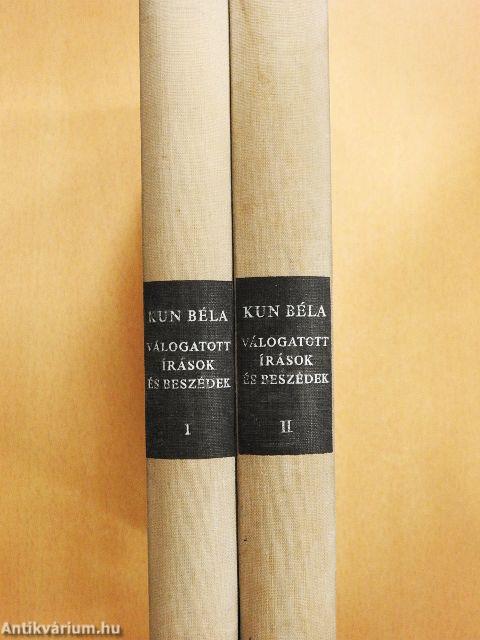 KUN BÉLA
VÁLOGATOTT
ÍRÁSOK
ÉS BESZÉDEK
I
KUN BÉLA
VÁLOGATOTT
ÍRÁSOK
ÉS BESZÉDEK
II
Antikvárium.hu